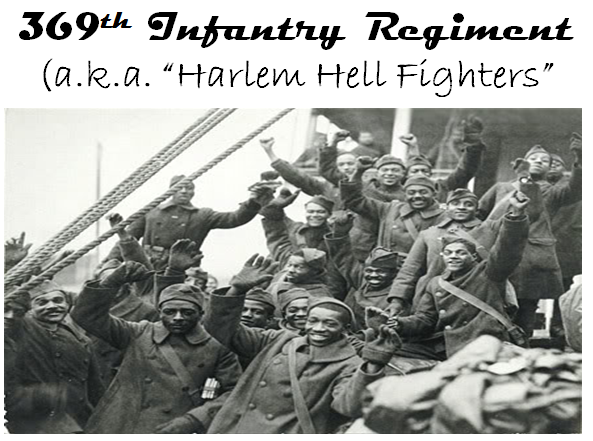 369th Infantry Regiment
(a.k.a. “Harlem Hell Fighters”